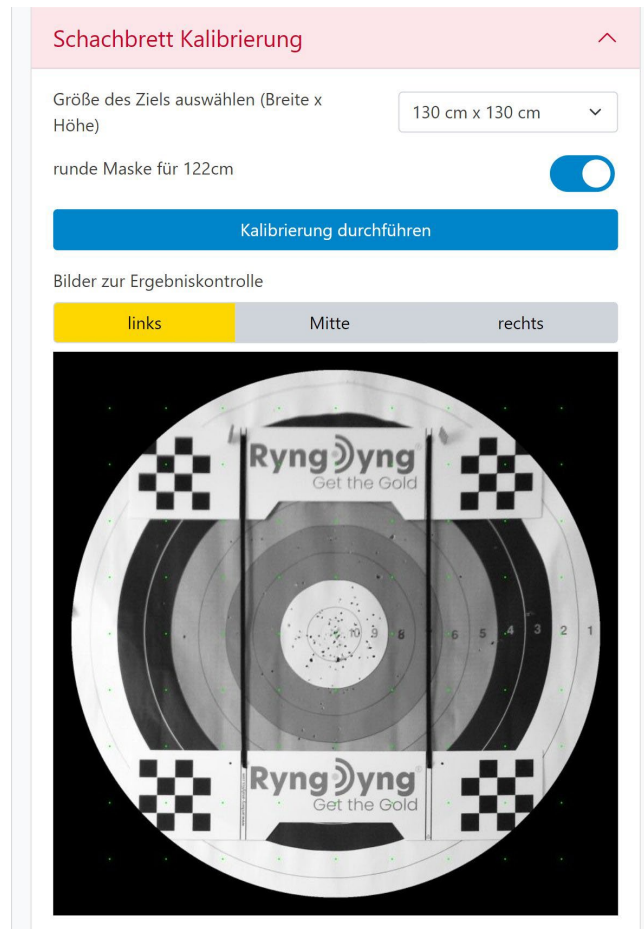 Schachbrett Kalibrierung
Größe des Ziels auswählen (Breite x
Höhe)
130 cm x 130 cm
runde Maske für 122cm
Kalibrierung durchführen
Bilder zur Ergebniskontrolle
links
Mitte
rechts
RyngDyng
Get the Gold
10 9 8 6 5 4 3 2 1
RyngDyng
Get the Gold